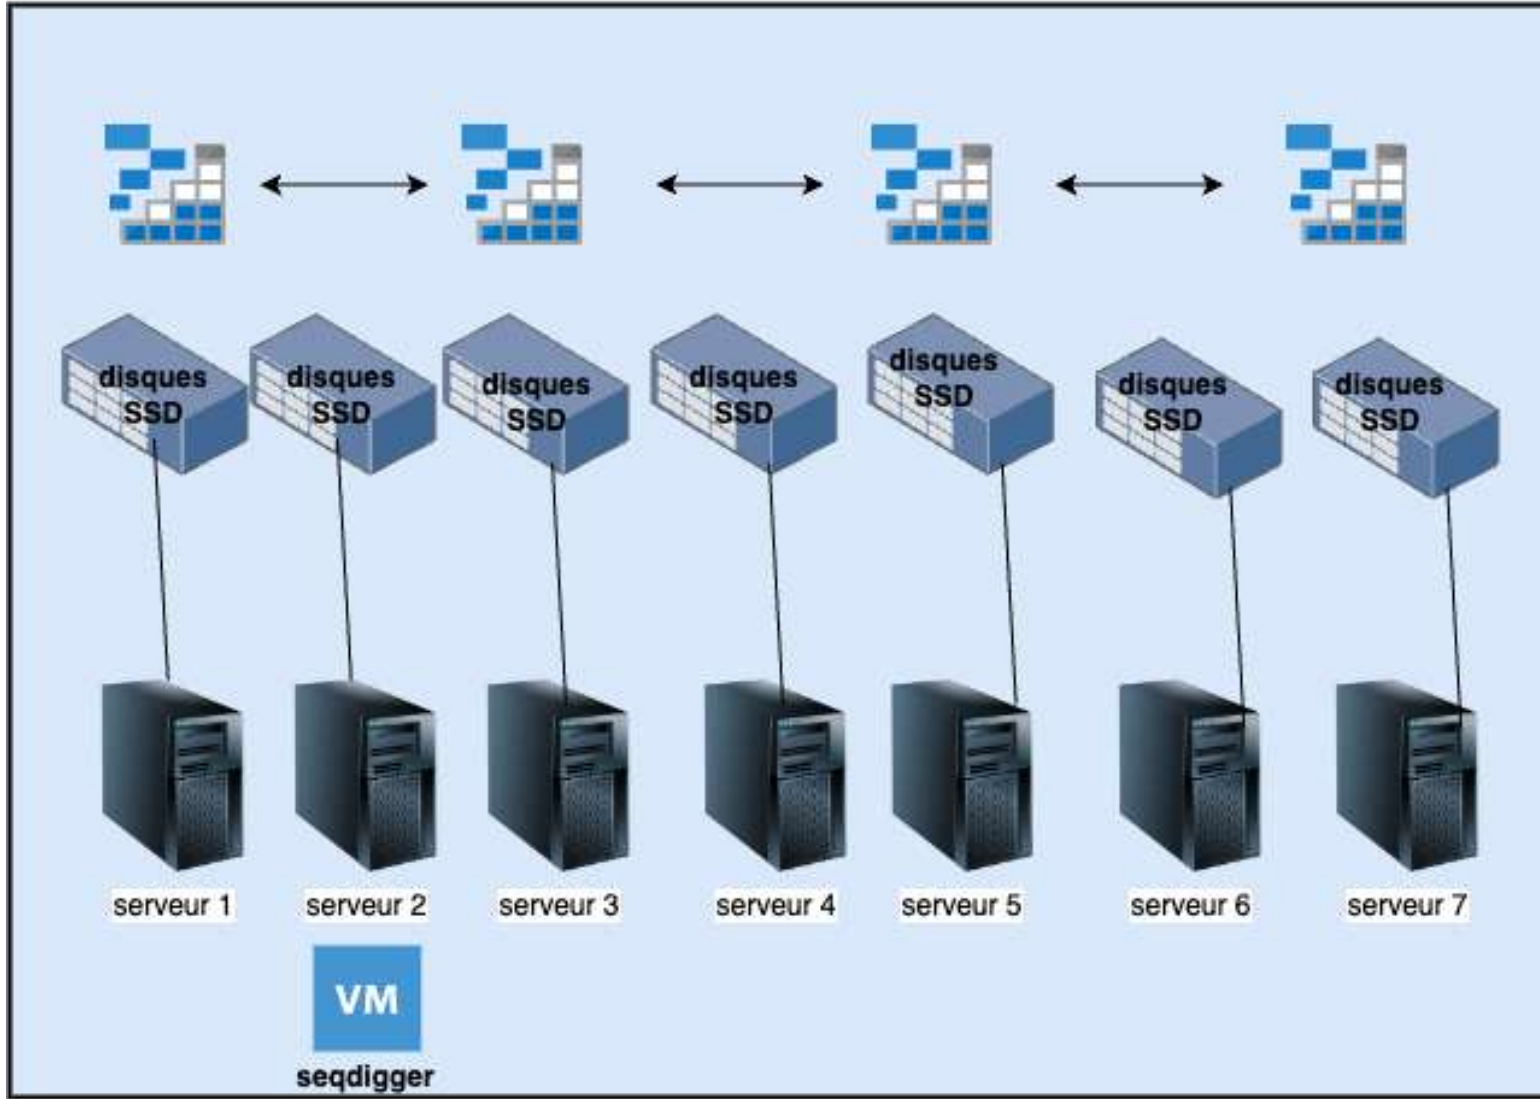 disques
SSD
disques
SSD
disques
SSD
disques
SSD
disques
SSD
disques
SSD
disques
SSD
serveur 1
serveur 2
serveur 3
serveur 4
serveur 5
serveur 6
serveur 7
VM
seqdigger